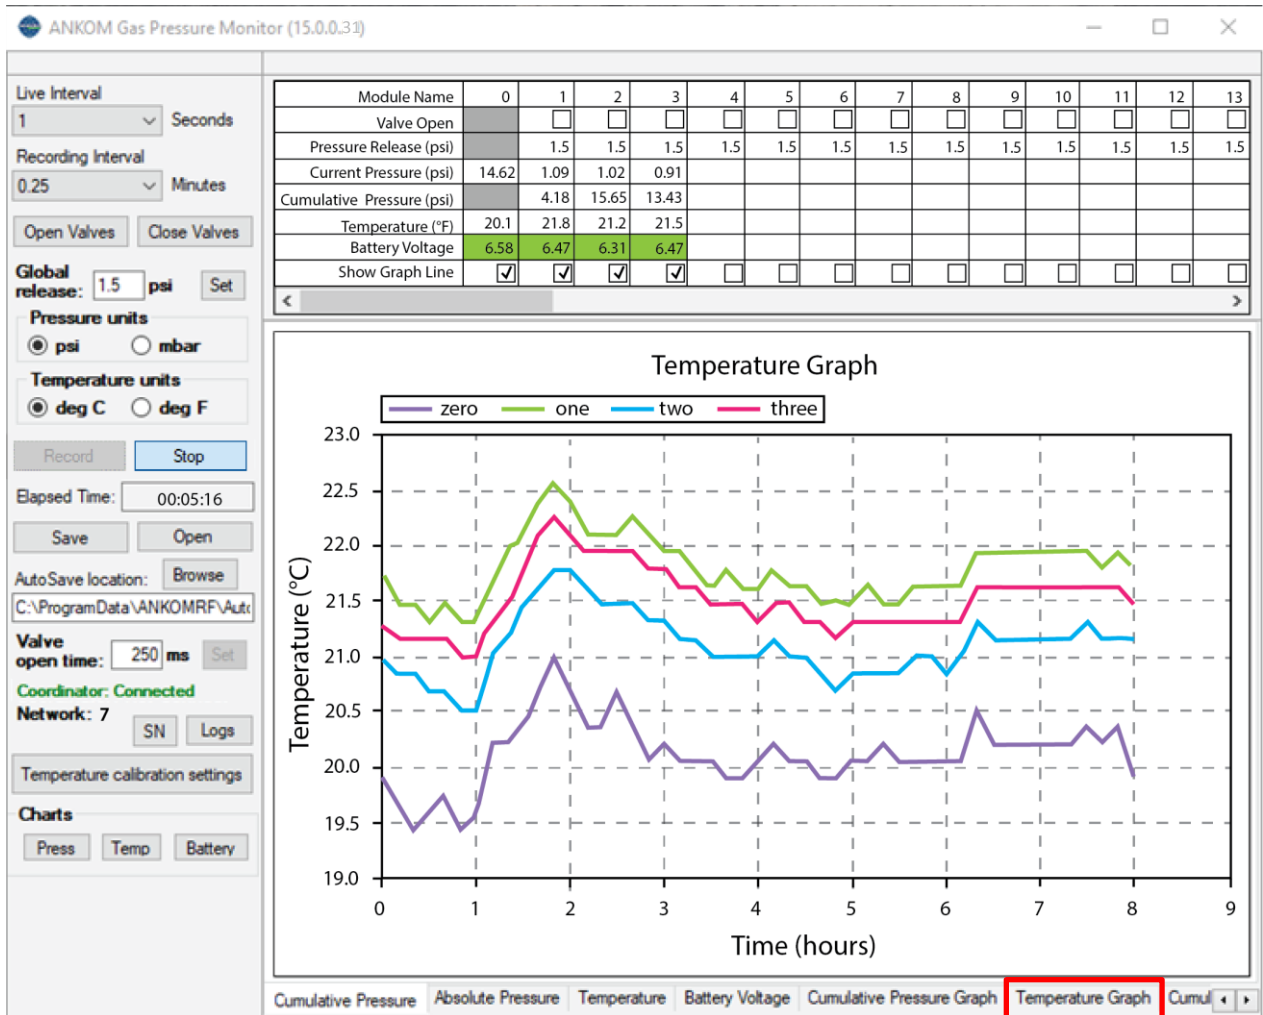 ANKOM Gas Pressure Monitor (15.0.0.31)
Live Interval
1 Seconds
Recording Interval
0.25 Minutes
Open Valves Close Valves
Global release: 1.5 psi Set
Pressure units
psi mbar
Temperature units
deg C deg F
Record Stop
Elapsed Time: 00:05:16
Save Open
AutoSave location: Browse
C:\ProgramData\ANKOMRF\Auto
Valve open time: 250 ms Set
Coordinator: Connected
Network: 7
SN Logs
Temperature calibration settings
Charts
Press Temp Battery
Module Name 0 1 2 3 4 5 6 7 8 9 10 11 12 13
Valve Open
Pressure Release (psi) 1.5 1.5 1.5 1.5 1.5 1.5 1.5 1.5 1.5 1.5 1.5 1.5 1.5
Current Pressure (psi) 14.62 1.09 1.02 0.91
Cumulative Pressure (psi) 4.18 15.65 13.43
Temperature (°F) 20.1 21.8 21.2 21.5
Battery Voltage 6.58 6.47 6.31 6.47
Show Graph Line
Temperature Graph
zero one two three
23.0
22.5
22.0
21.5
21.0
20.5
20.0
19.5
19.0
Temperature (°C)
0 1 2 3 4 5 6 7 8 9
Time (hours)
Cumulative Pressure Absolute Pressure Temperature Battery Voltage Cumulative Pressure Graph Temperature Graph Cumul